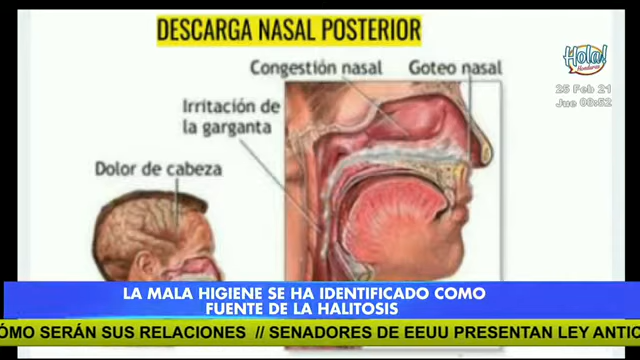 DESCARGA NASAL POSTERIOR
Hola!
Honduras
25 Feb 21
Jue 08:52
Congestión nasal
Goteo nasal
Irritación de
la garganta
Dolor de cabeza
LA MALA HIGIENE SE HA IDENTIFICADO COMO
FUENTE DE LA HALITOSIS
ÓMO SERÁN SUS RELACIONES // SENADORES DE EEUU PRESENTAN LEY ANTIC